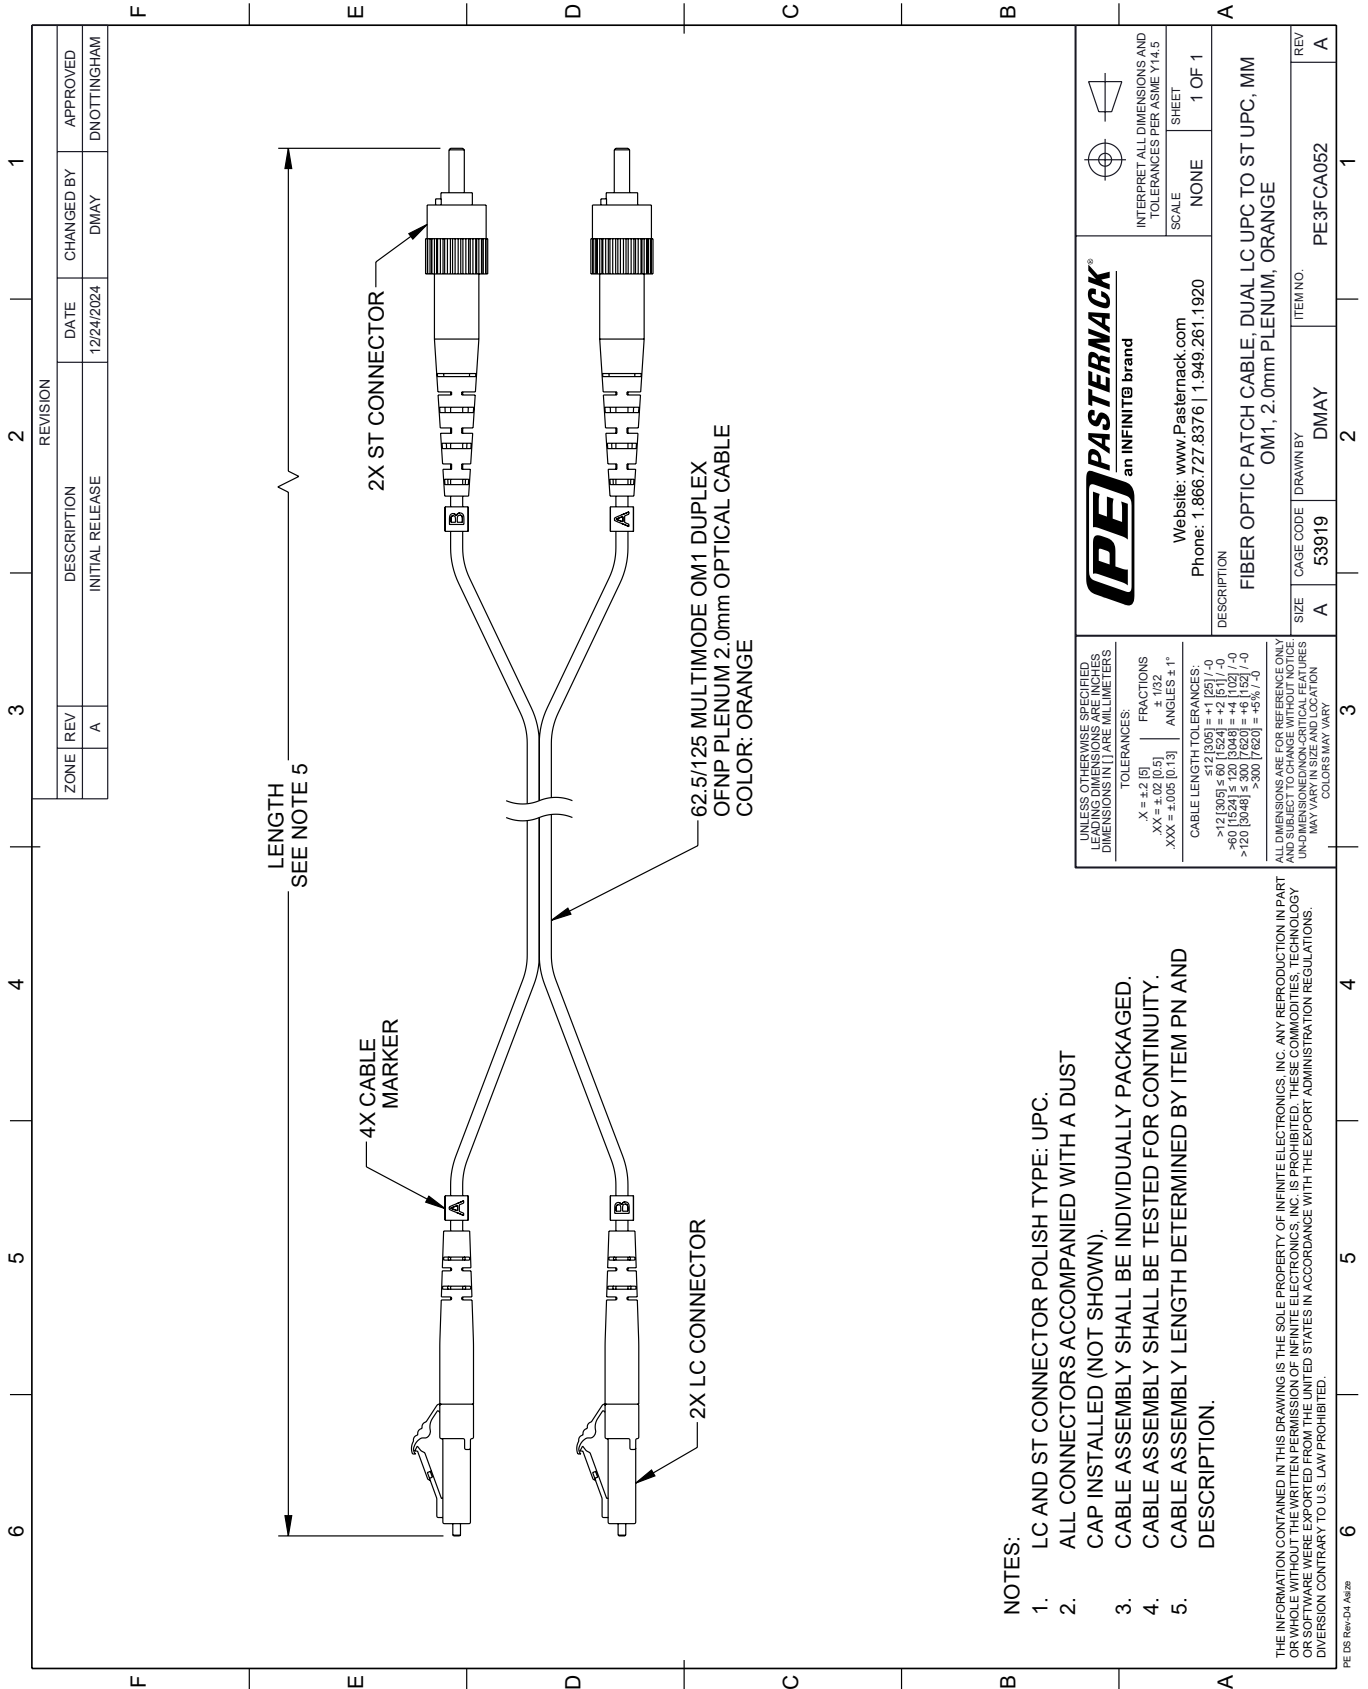 6
5
4
3
2
1
F
E
D
C
B
A
REVISION
ZONE REV DESCRIPTION DATE CHANGED BY APPROVED
A INITIAL RELEASE 12/24/2024 DMAY DNOTTINGHAM
LENGTH
SEE NOTE 5
4X CABLE
MARKER
2X ST CONNECTOR
A
B
B
A
2X LC CONNECTOR
62.5/125 MULTIMODE OM1 DUPLEX
OFNP PLENUM 2.0mm OPTICAL CABLE
COLOR: ORANGE
NOTES:
1. LC AND ST CONNECTOR POLISH TYPE: UPC.
2. ALL CONNECTORS ACCOMPANIED WITH A DUST
CAP INSTALLED (NOT SHOWN).
3. CABLE ASSEMBLY SHALL BE INDIVIDUALLY PACKAGED.
4. CABLE ASSEMBLY SHALL BE TESTED FOR CONTINUITY.
5. CABLE ASSEMBLY LENGTH DETERMINED BY ITEM PN AND
DESCRIPTION.
THE INFORMATION CONTAINED IN THIS DRAWING IS THE SOLE PROPERTY OF INFINITE ELECTRONICS, INC. ANY REPRODUCTION IN PART
OR WHOLE WITHOUT THE WRITTEN PERMISSION OF INFINITE ELECTRONICS, INC. IS PROHIBITED. THESE COMMODITIES, TECHNOLOGY
OR SOFTWARE WERE EXPORTED FROM THE UNITED STATES IN ACCORDANCE WITH THE EXPORT ADMINISTRATION REGULATIONS.
DIVERSION CONTRARY TO U.S. LAW PROHIBITED.
UNLESS OTHERWISE SPECIFIED
LEADING DIMENSIONS ARE INCHES
DIMENSIONS IN [ ] ARE MILLIMETERS
TOLERANCES:
.X = ±.2 [5] FRACTIONS
.XX = ±.02 [0.5] ± 1/32
.XXX = ±.005 [0.13] ANGLES ± 1°
CABLE LENGTH TOLERANCES:
≤12 [305] = +1 [25] / -0
>12 [305] ≤ 60 [1524] = +2 [51] / -0
>60 [1524] ≤ 120 [3048] = +4 [102] / -0
>120 [3048] ≤ 300 [7620] = +6 [152] / -0
>300 [7620] = +5% / -0
ALL DIMENSIONS ARE FOR REFERENCE ONLY
AND SUBJECT TO CHANGE WITHOUT NOTICE.
UN-DIMENSIONED/NON-CRITICAL FEATURES
MAY VARY IN SIZE AND LOCATION
COLORS MAY VARY
PE PASTERNACK®
an INFINIT@ brand
Website: www.Pasternack.com
Phone: 1.866.727.8376 | 1.949.261.1920
INTERPRET ALL DIMENSIONS AND
TOLERANCES PER ASME Y14.5
SCALE SHEET
NONE 1 OF 1
DESCRIPTION
FIBER OPTIC PATCH CABLE, DUAL LC UPC TO ST UPC, MM
OM1, 2.0mm PLENUM, ORANGE
SIZE CAGE CODE DRAWN BY ITEM NO. REV
A 53919 DMAY PE3FCA052 A
F
E
D
C
B
A
6
5
4
3
2
1
PE DS Rev-D4 Asize